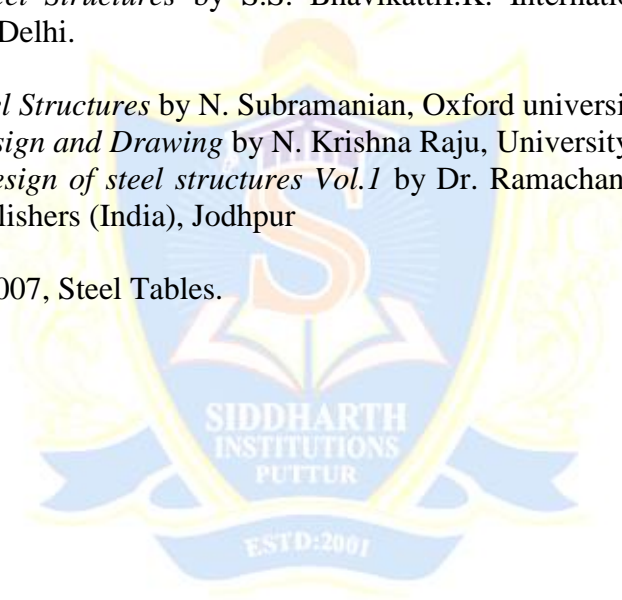 Structures by S.S. Bhavikatti I.K. Internatio
Delhi.
el Structures by N. Subramanian, Oxford universi
sign and Drawing by N. Krishna Raju, University
esign of steel structures Vol.1 by Dr. Ramachan
lishers (India), Jodhpur
007, Steel Tables.
S
SIDDHARTH
INSTITUTIONS
PUTTUR
ESTD:2001